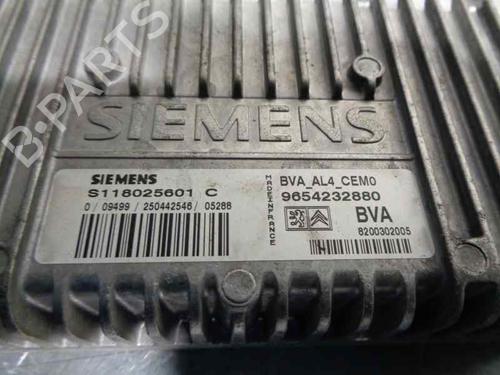 B-PARTS
SIEMENS
SIEMENS
S118025601 C
0 / 09499 / 250442546 / 05288
MADE IN FRANCE
BVA_AL4_CEM0
9654232880
BVA
8200302005